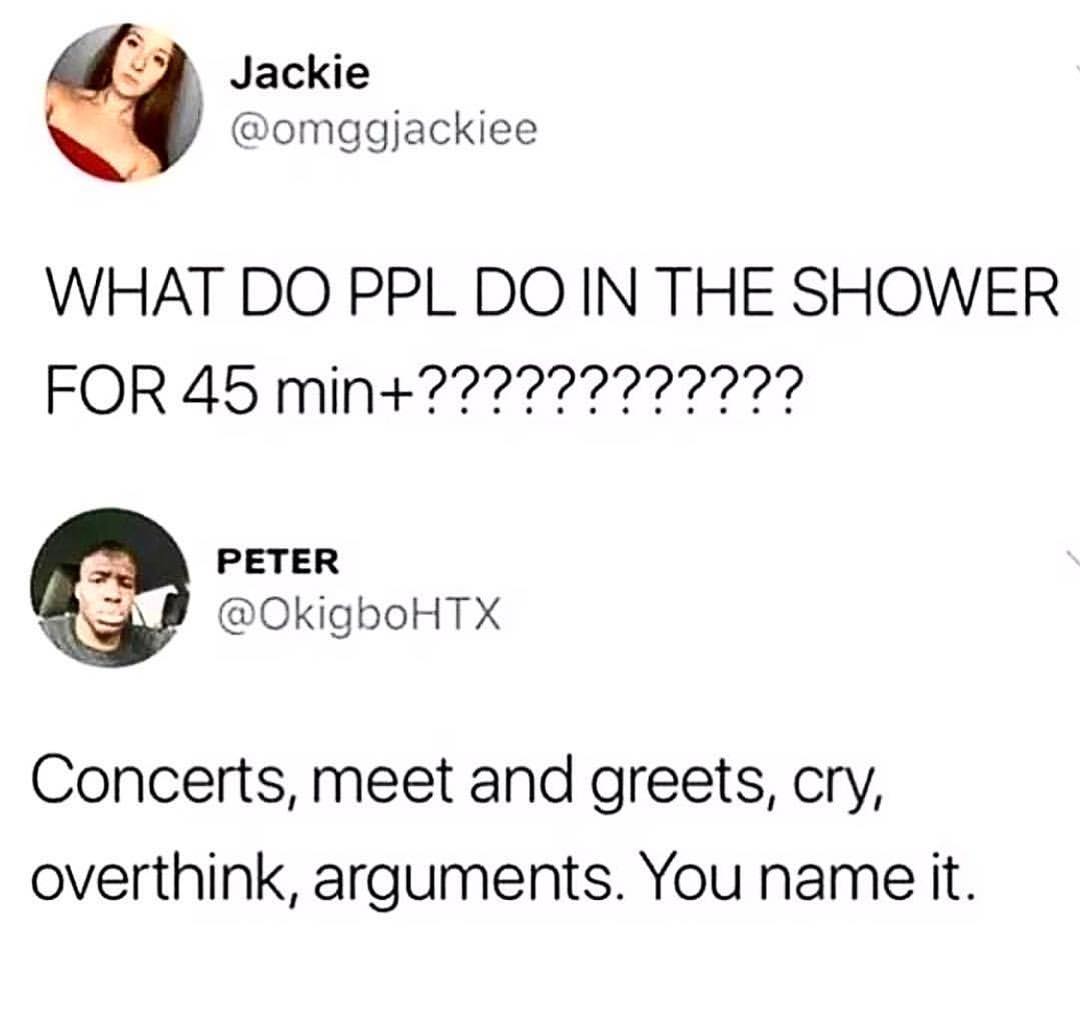 Jackie
@omggjackiee
WHAT DO PPL DO IN THE SHOWER
FOR 45 min+????????????
PETER
@OkigboHTX
Concerts, meet and greets, cry,
overthink, arguments. You name it.